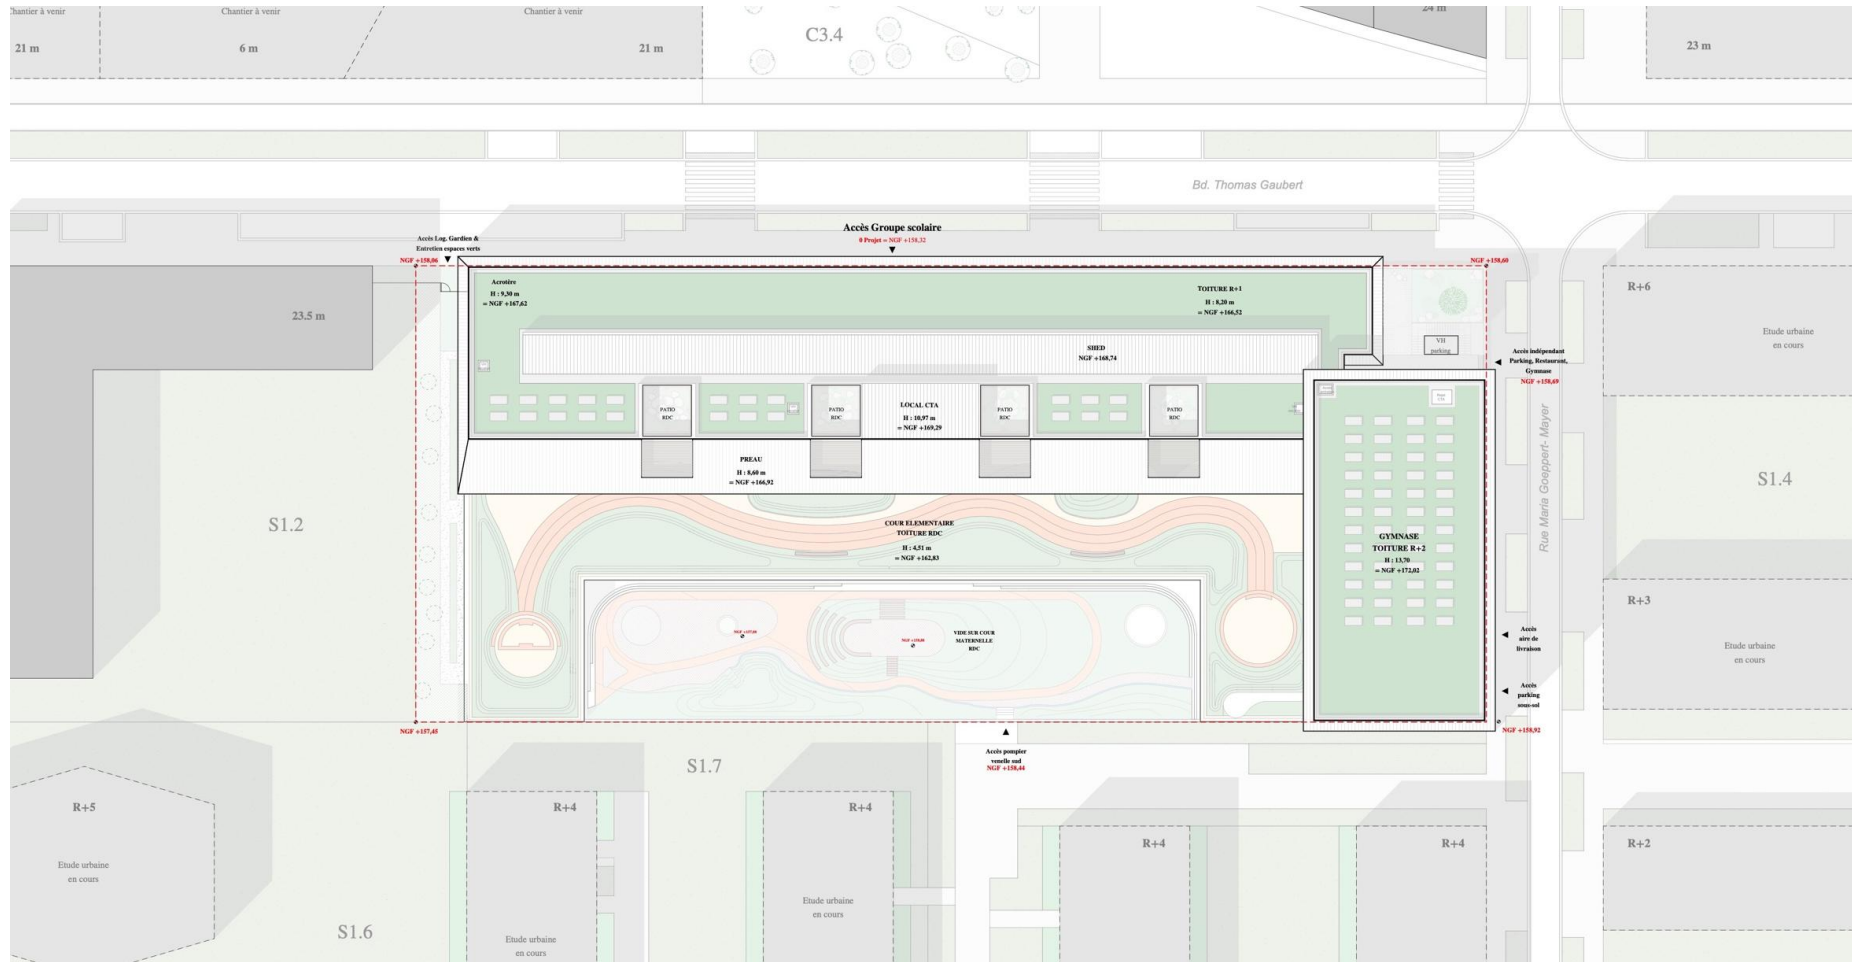 Chantier à venir
Chantier à venir
Chantier à venir
21 m
6 m
21 m
C3.4
24 m
23 m
Bd. Thomas Gaubert
Accès Groupe scolaire
0 Projet = NGF +158,32
Accès Log. Gardien &
Entretien espaces verts
NGF +158,06
NGF +158,60
Acrotère
H : 9,30 m
= NGF +167,62
TOITURE R+1
H : 8,20 m
= NGF +166,52
23.5 m
R+6
Etude urbaine
en cours
SHED
NGF +168,74
VH
parking
Accès indépendant
Parking, Restaurant,
Gymnase
NGF +158,69
PATIO
RDC
PATIO
RDC
LOCAL CTA
H : 10,97 m
= NGF +169,29
PATIO
RDC
PATIO
RDC
PREAU
H : 8,60 m
= NGF +166,92
Rue Maria Goeppert- Mayer
S1.4
S1.2
COUR ELEMENTAIRE
TOITURE RDC
H : 4,51 m
= NGF +162,83
GYMNASE
TOITURE R+2
H : 13,70
= NGF +172,02
R+3
Etude urbaine
en cours
VIDE SUR COUR
MATERNELLE
RDC
Accès
aire de
livraison
Accès
parking
sous-sol
NGF +157,45
NGF +158,92
Accès pompier
venelle sud
NGF +158,44
S1.7
R+5
Etude urbaine
en cours
R+4
Etude urbaine
en cours
R+4
Etude urbaine
en cours
R+4
R+4
R+2
S1.6